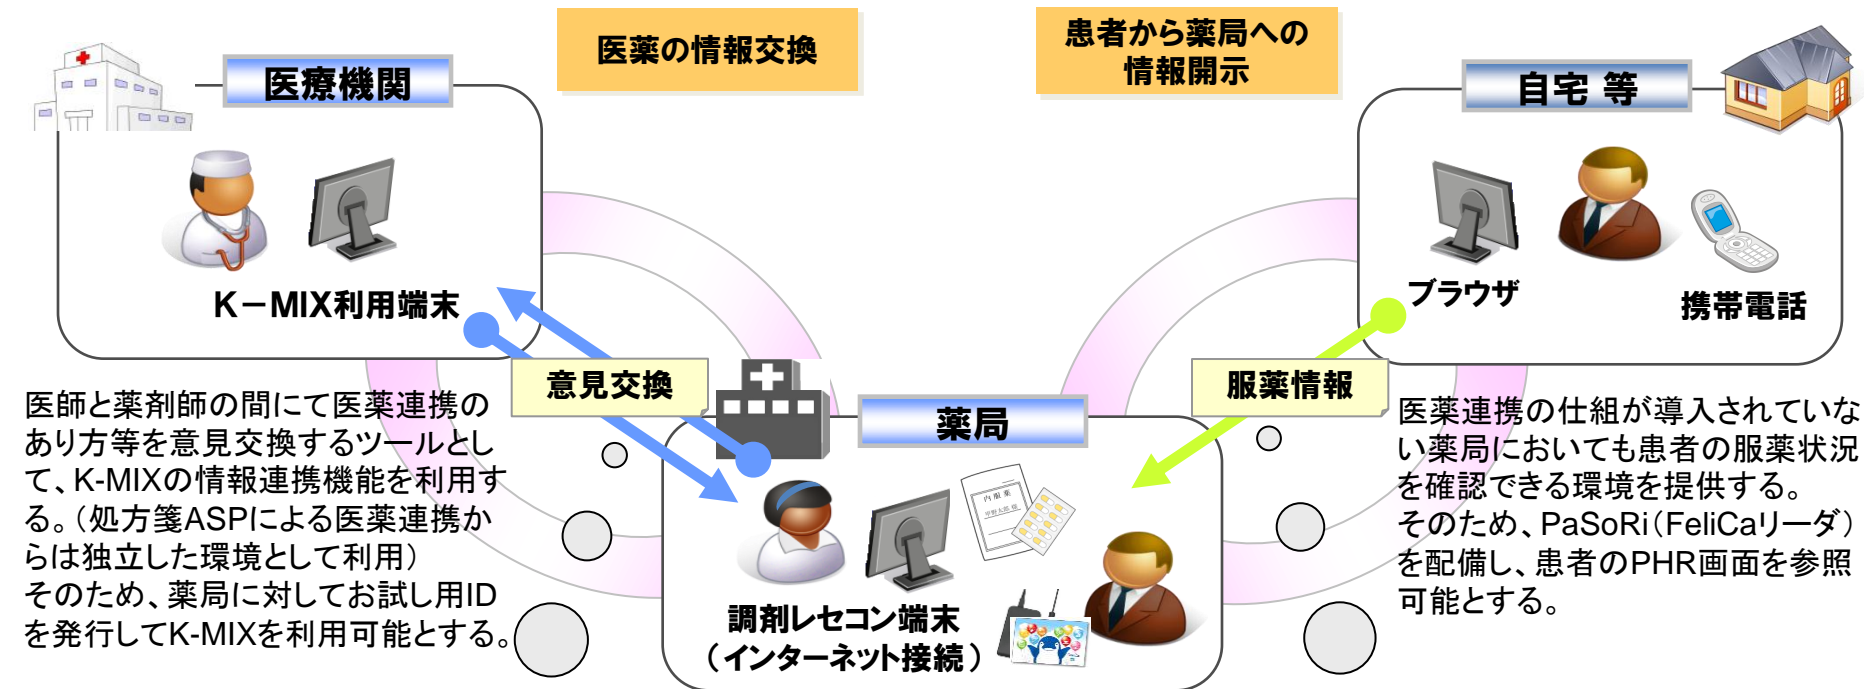 医薬の情報交換
患者から薬局への
情報開示
医療機関
自宅 等
K-MIX利用端末
ブラウザ
携帯電話
意見交換
服薬情報
薬局
医師と薬剤師の間にて医薬連携の
あり方等を意見交換するツールとし
て、K-MIXの情報連携機能を利用す
る。（処方箋ASPによる医薬連携か
らは独立した環境として利用）
そのため、薬局に対してお試し用ID
を発行してK-MIXを利用可能とする。
医薬連携の仕組が導入されていな
い薬局においても患者の服薬状況
を確認できる環境を提供する。
そのため、PaSoRi（FeliCaリーダ）
を配備し、患者のPHR画面を参照
可能とする。
内服薬
調剤レセコン端末
（インターネット接続）